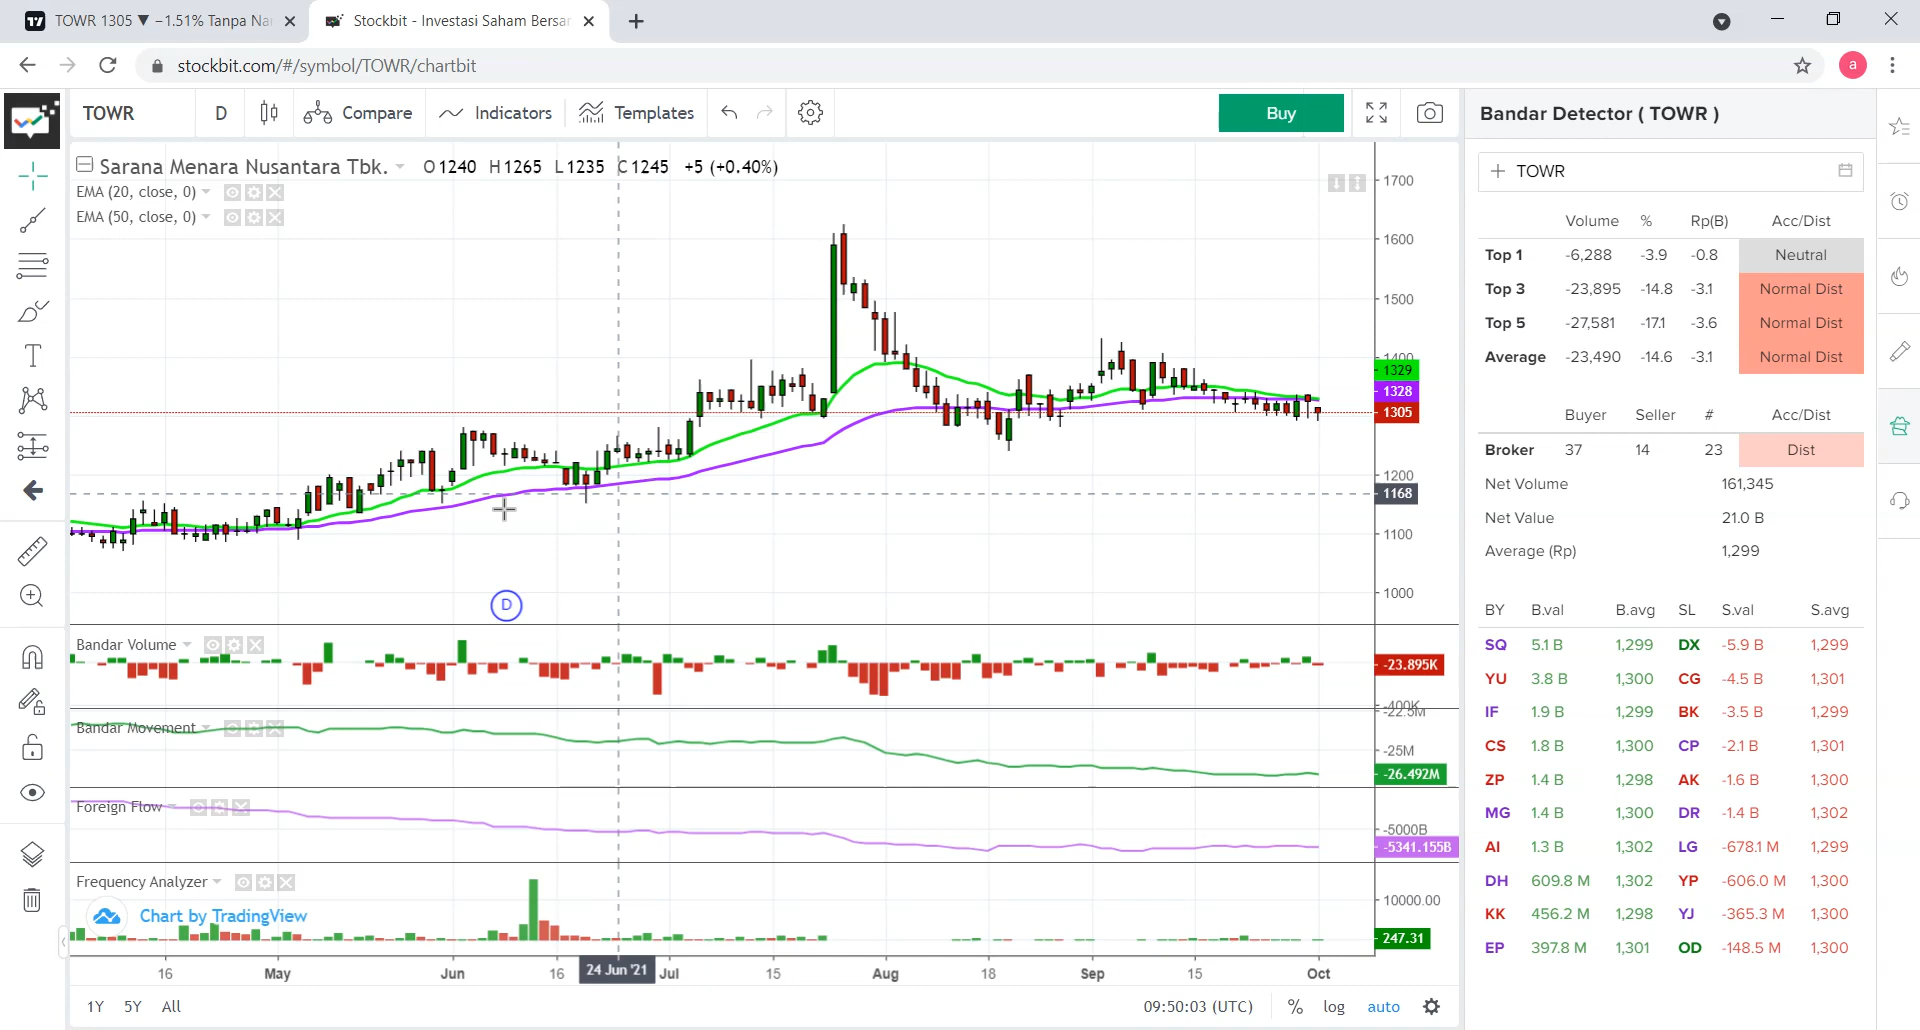 TOWR 1305 ▼ −1.51% Tanpa Na
Stockbit - Investasi Saham Bersa
stockbit.com/#/symbol/TOWR/chartbit
a
TOWR D Compare Indicators Templates Buy
Sarana Menara Nusantara Tbk. O1240 H1265 L1235 C1245 +5 (+0.40%)
EMA (20, close, 0)
EMA (50, close, 0)
1700
1600
1500
1400
1329
1328
1305
1200
1168
1100
1000
D
Bandar Volume
-23.895K
-400K
Bandar Movement
-22.5M
-25M
-26.492M
Foreign Flow
-5000B
-5341.155B
Frequency Analyzer
10000.00
247.31
Chart by TradingView
16 May Jun 16 24 Jun '21 Jul 15 Aug 18 Sep 15 Oct
1Y 5Y All 09:50:03 (UTC) % log auto
Bandar Detector ( TOWR )
TOWR
Volume % Rp(B) Acc/Dist
Top 1 -6,288 -3.9 -0.8 Neutral
Top 3 -23,895 -14.8 -3.1 Normal Dist
Top 5 -27,581 -17.1 -3.6 Normal Dist
Average -23,490 -14.6 -3.1 Normal Dist
Buyer Seller # Acc/Dist
Broker 37 14 23 Dist
Net Volume 161,345
Net Value 21.0 B
Average (Rp) 1,299
BY B.val B.avg SL S.val S.avg
SQ 5.1 B 1,299 DX -5.9 B 1,299
YU 3.8 B 1,300 CG -4.5 B 1,301
IF 1.9 B 1,299 BK -3.5 B 1,299
CS 1.8 B 1,300 CP -2.1 B 1,301
ZP 1.4 B 1,298 AK -1.6 B 1,300
MG 1.4 B 1,300 DR -1.4 B 1,302
AI 1.3 B 1,302 LG -678.1 M 1,299
DH 609.8 M 1,302 YP -606.0 M 1,300
KK 456.2 M 1,298 YJ -365.3 M 1,300
EP 397.8 M 1,301 OD -148.5 M 1,300